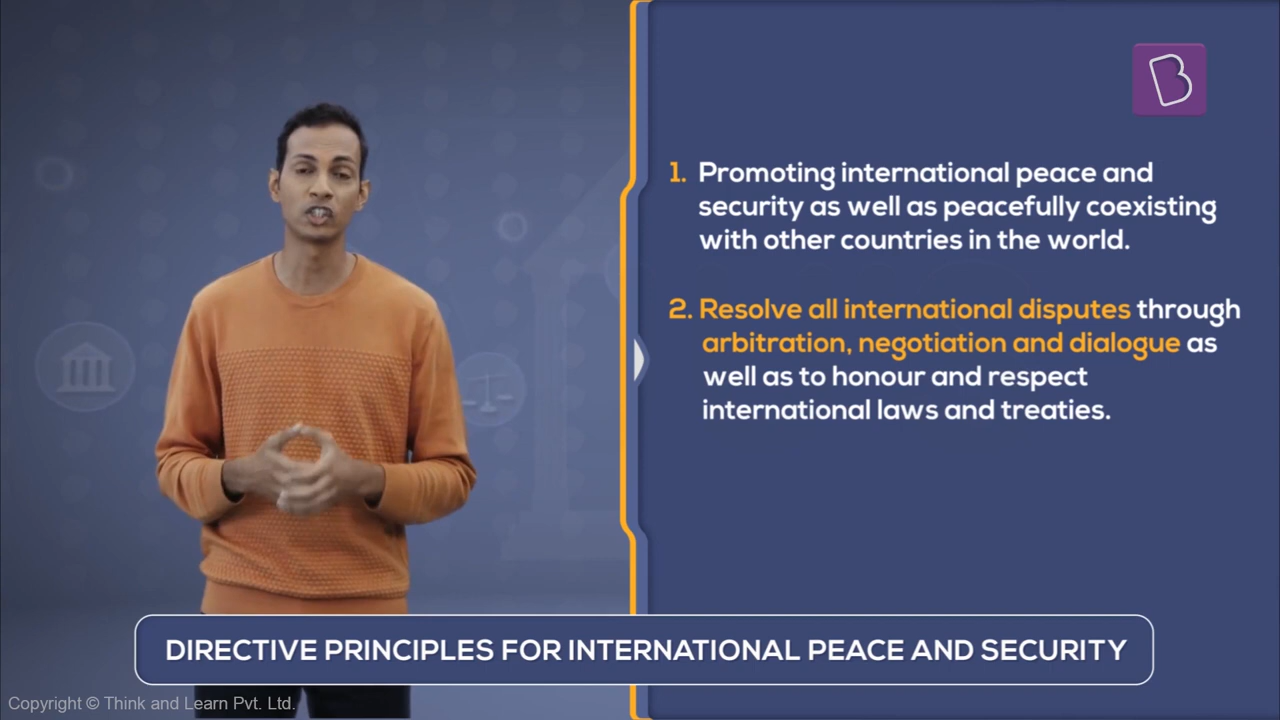 B
1. Promoting international peace and
security as well as peacefully coexisting
with other countries in the world.
2. Resolve all international disputes through
arbitration, negotiation and dialogue as
well as to honour and respect
international laws and treaties.
DIRECTIVE PRINCIPLES FOR INTERNATIONAL PEACE AND SECURITY
Copyright © Think and Learn Pvt. Ltd.